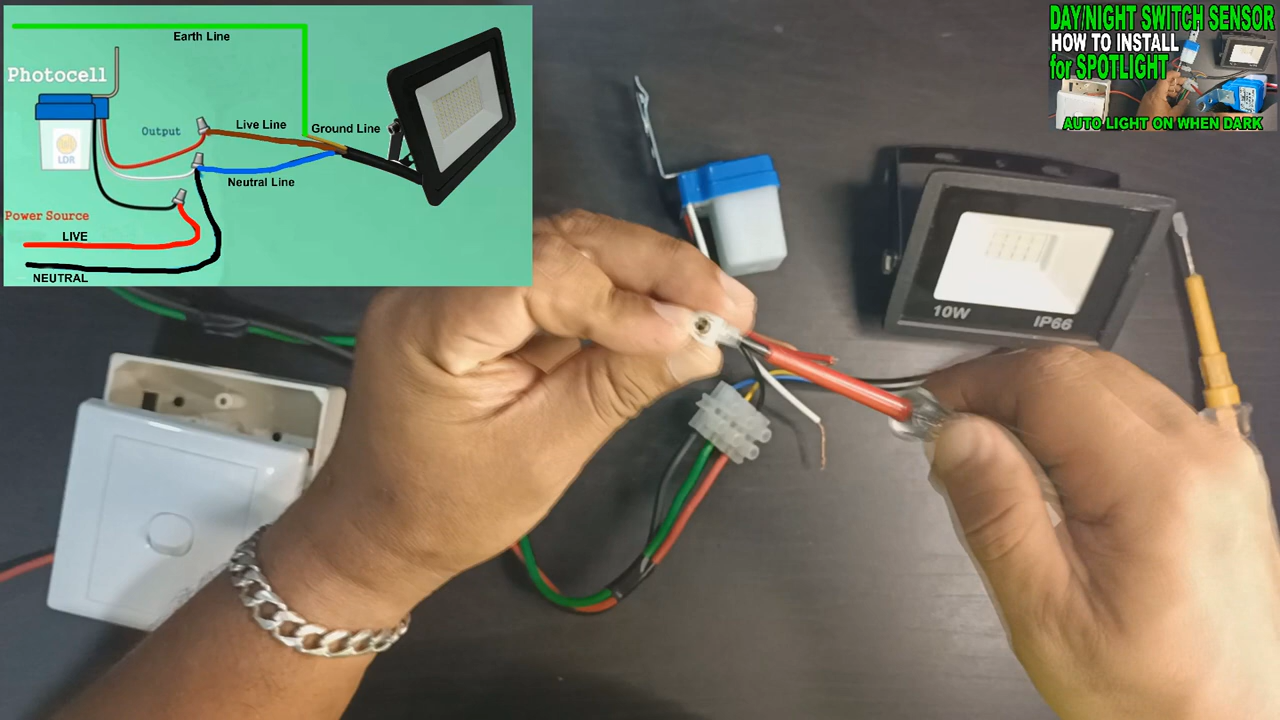 Earth Line
Photocell
Output
Live Line
Ground Line
LDR
Neutral Line
Power Source
LIVE
NEUTRAL
DAY/NIGHT SWITCH SENSOR
HOW TO INSTALL
for SPOTLIGHT
AUTO LIGHT ON WHEN DARK
10W
IP66